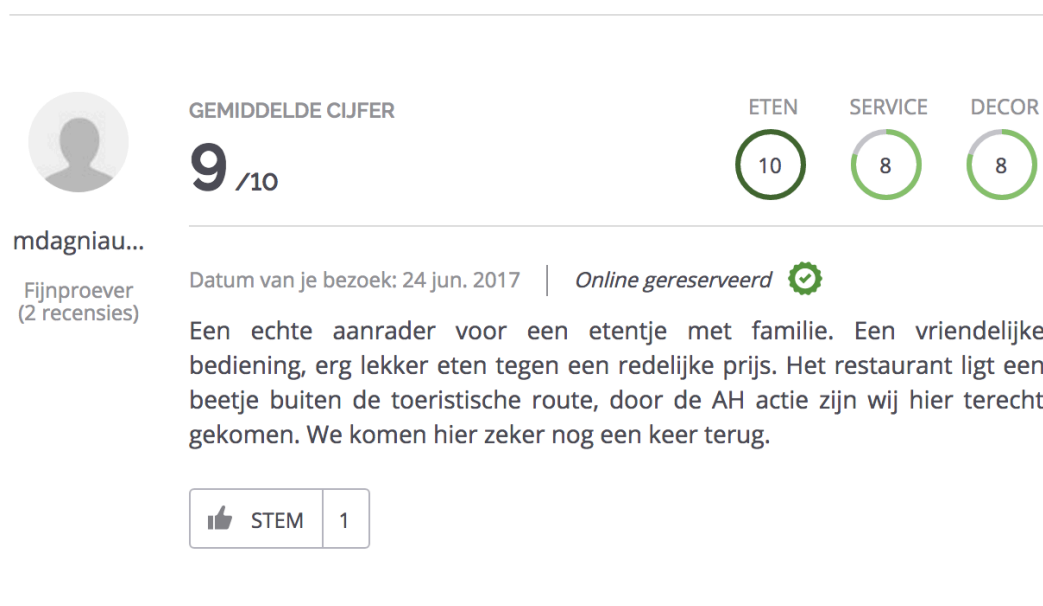 GEMIDDELDE CIJFER
9 /10
ETEN
10
SERVICE
8
DECOR
8
mdagniau...
Fijnproever
(2 recensies)
Datum van je bezoek: 24 jun. 2017
Online gereserveerd
Een echte aanrader voor een etentje met familie. Een vriendelijke
bediening, erg lekker eten tegen een redelijke prijs. Het restaurant ligt een
beetje buiten de toeristische route, door de AH actie zijn wij hier terecht
gekomen. We komen hier zeker nog een keer terug.
STEM 1